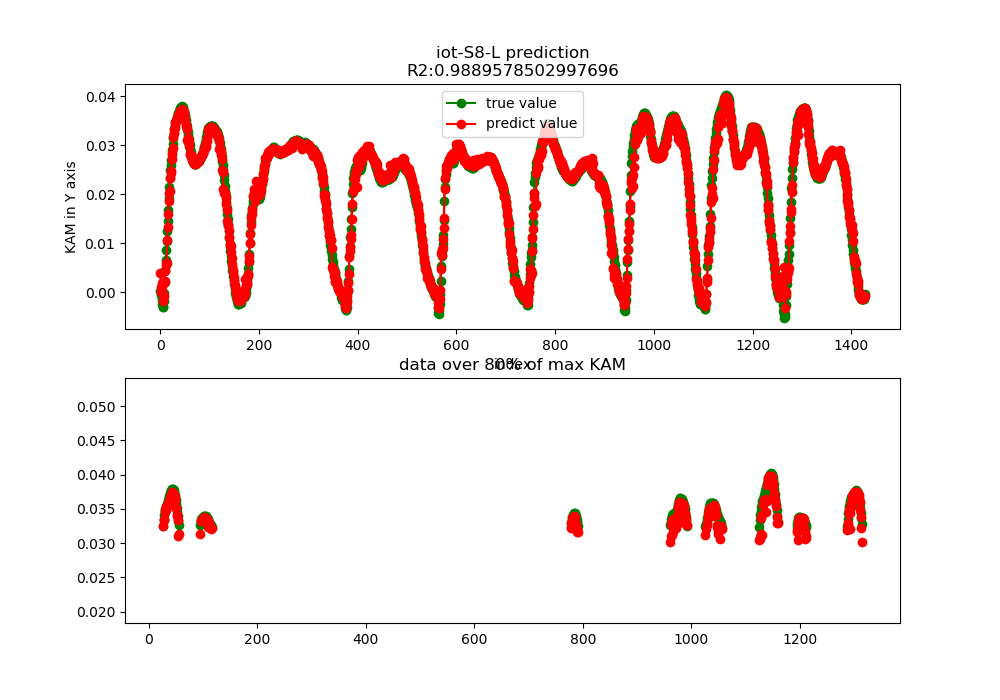 iot-S8-L prediction
R2:0.9889578502997696
KAM in Y axis
0.04
0.03
0.02
0.01
0.00
true value
predict value
0 200 400 600 800 1000 1200 1400
index
data over 80% of max KAM
0.050
0.045
0.040
0.035
0.030
0.025
0.020
0 200 400 600 800 1000 1200